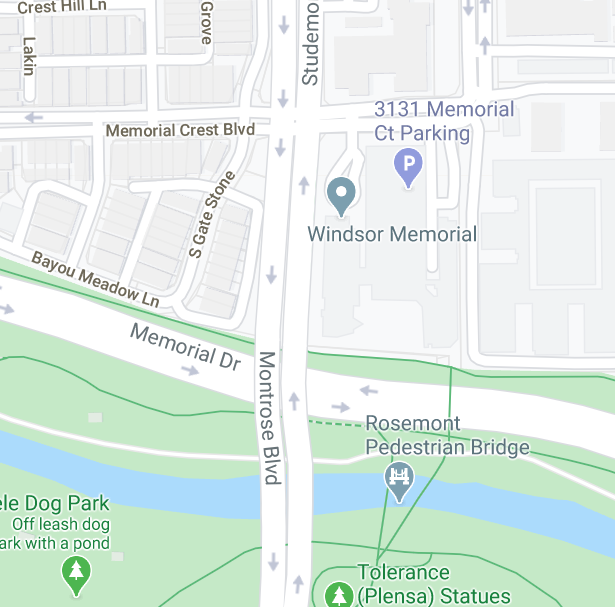 Crest Hill Ln
Lakin
Grove
Studemo
3131 Memorial
Ct Parking
P
Memorial Crest Blvd
S Gate Stone
Windsor Memorial
Bayou Meadow Ln
Memorial Dr
Montrose Blvd
Rosemont
Pedestrian Bridge
ele Dog Park
Off leash dog
ark with a pond
Tolerance
(Plensa) Statues